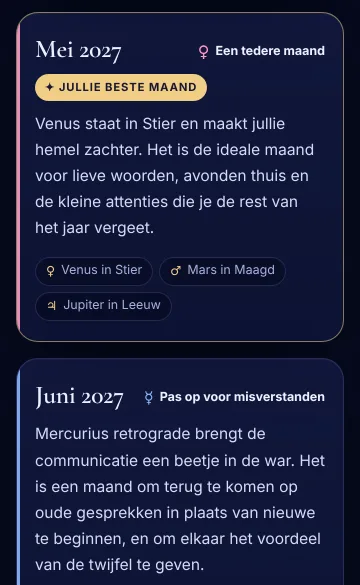 Mei 2027
♀ Een tedere maand
✦ JULLIE BESTE MAAND
Venus staat in Stier en maakt jullie
hemel zachter. Het is de ideale maand
voor lieve woorden, avonden thuis en
de kleine attenties die je de rest van
het jaar vergeet.
♀ Venus in Stier
♂ Mars in Maagd
♃ Jupiter in Leeuw
Juni 2027
☿ Pas op voor misverstanden
Mercurius retrograde brengt de
communicatie een beetje in de war. Het
is een maand om terug te komen op
oude gesprekken in plaats van nieuwe
te beginnen, en om elkaar het voordeel
van de twijfel te geven.